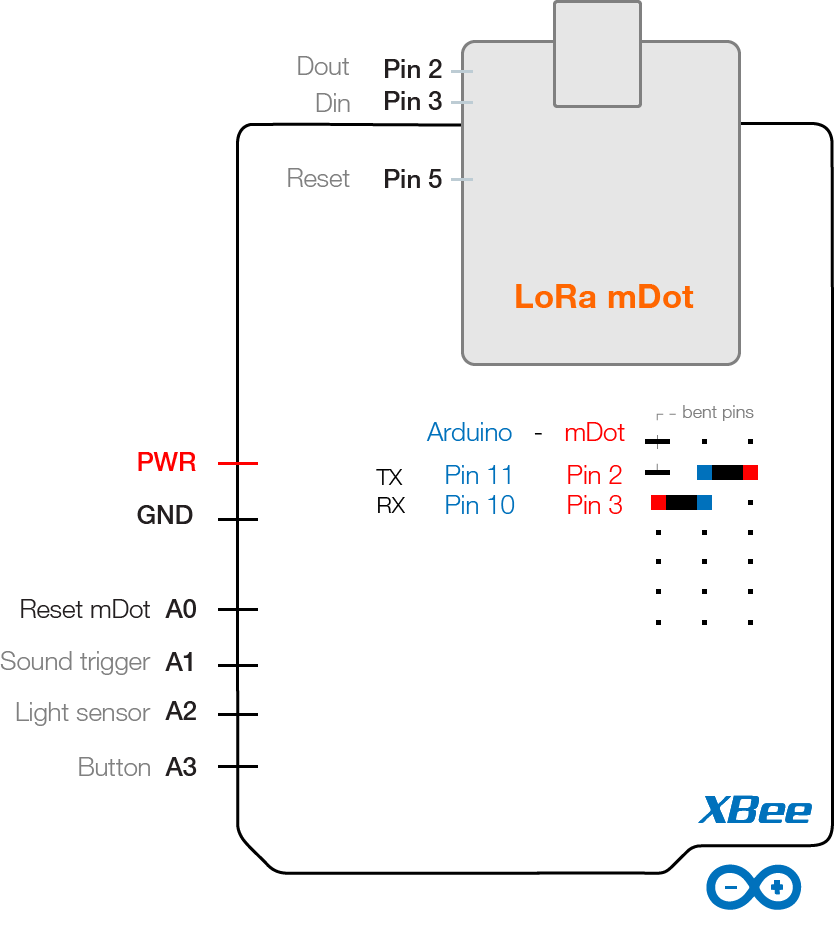 Dout Pin 2
Din Pin 3
Reset Pin 5
LoRa mDot
bent pins
Arduino - mDot
TX Pin 11 Pin 2
RX Pin 10 Pin 3
PWR
GND
Reset mDot A0
Sound trigger A1
Light sensor A2
Button A3
XBee